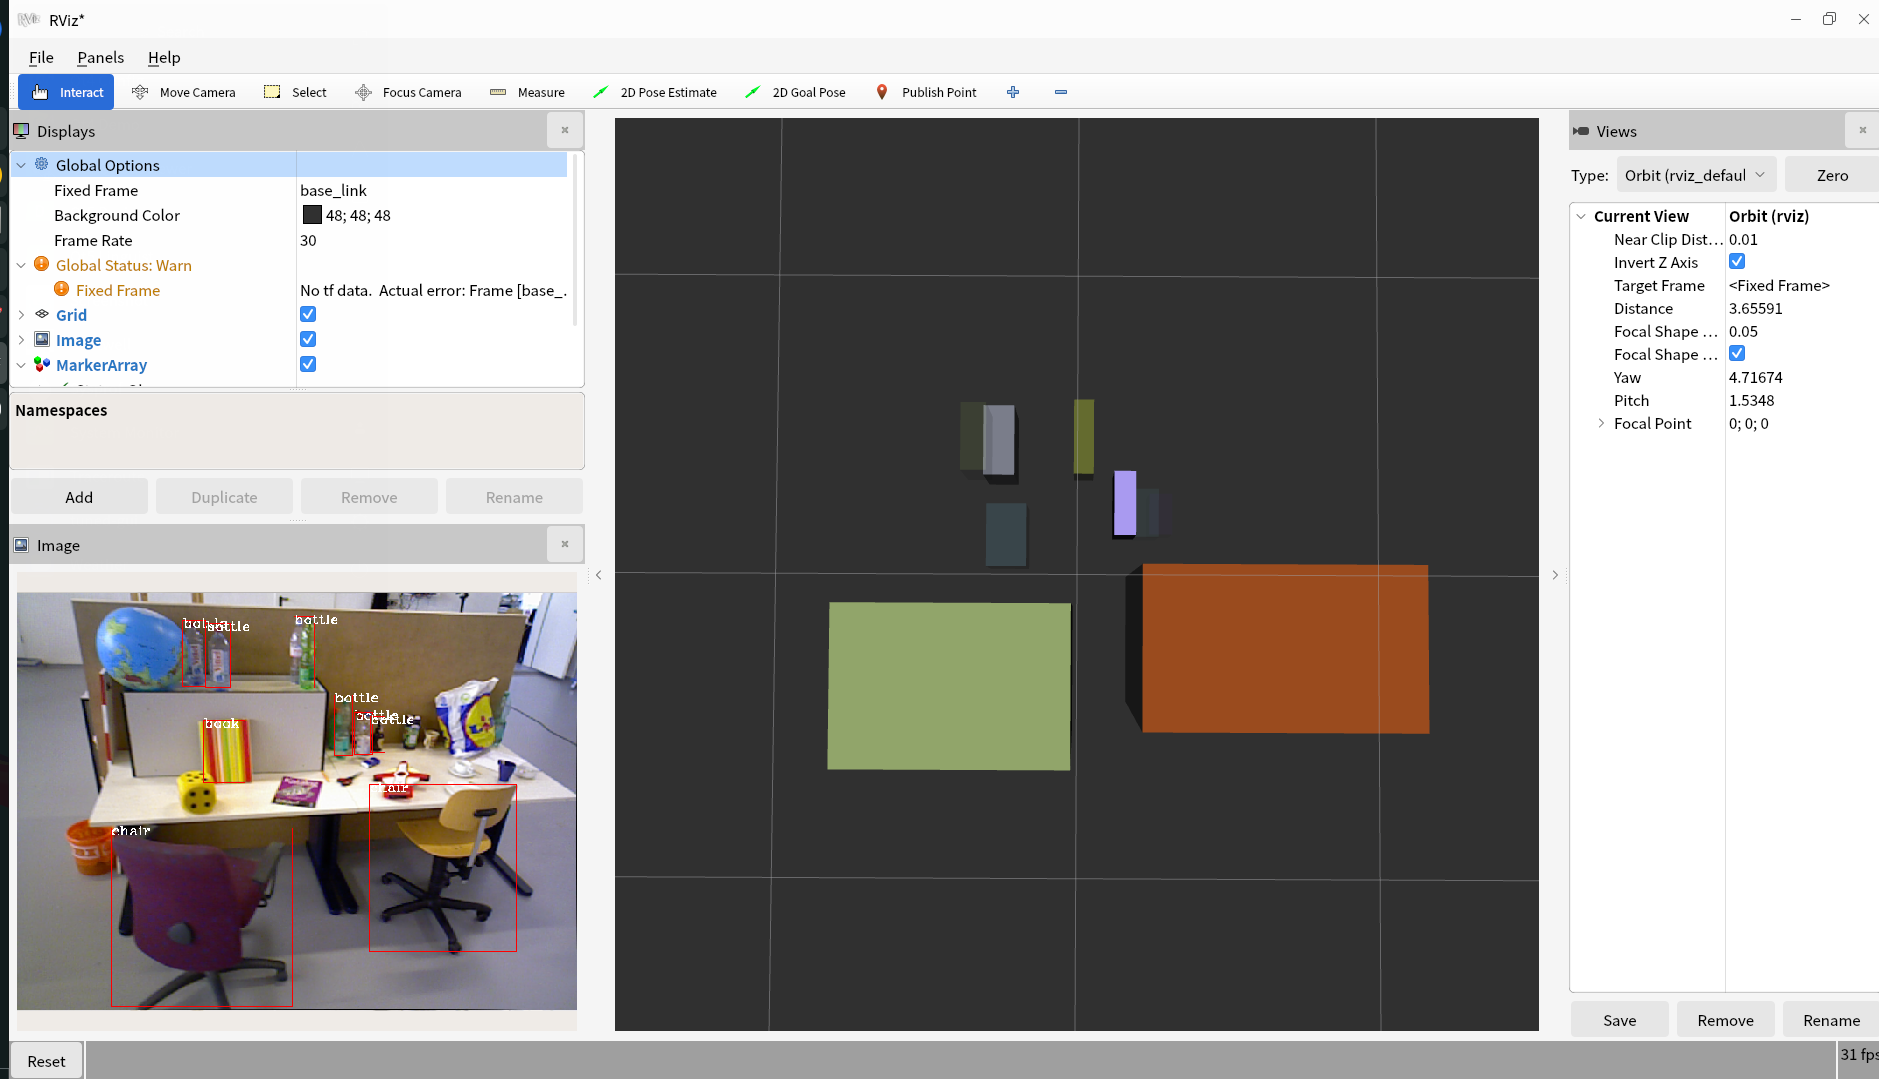 RViz*
File Panels Help
Interact Move Camera Select Focus Camera Measure 2D Pose Estimate 2D Goal Pose Publish Point
Displays
Global Options
Fixed Frame base_link
Background Color 48; 48; 48
Frame Rate 30
Global Status: Warn
Fixed Frame No tf data. Actual error: Frame [base_.
Grid
Image
MarkerArray
Namespaces
Add Duplicate Remove Rename
Image
bottle
bottle
bottle
bottle
bottle
book
chair
chair
Views
Type: Orbit (rviz_defaul Zero
Current View Orbit (rviz)
Near Clip Dist... 0.01
Invert Z Axis
Target Frame <Fixed Frame>
Distance 3.65591
Focal Shape ... 0.05
Focal Shape ...
Yaw 4.71674
Pitch 1.5348
Focal Point 0; 0; 0
Save Remove Rename
Reset
31 fps